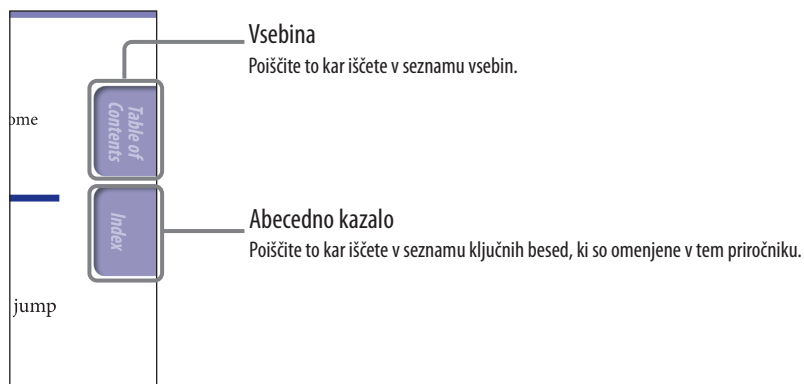 Vsebina
Poiščite to kar iščete v seznamu vsebin.
Table of
Contents
ome
Index
Abecedno kazalo
Poiščite to kar iščete v seznamu ključnih besed, ki so omenjene v tem priročniku.
jump